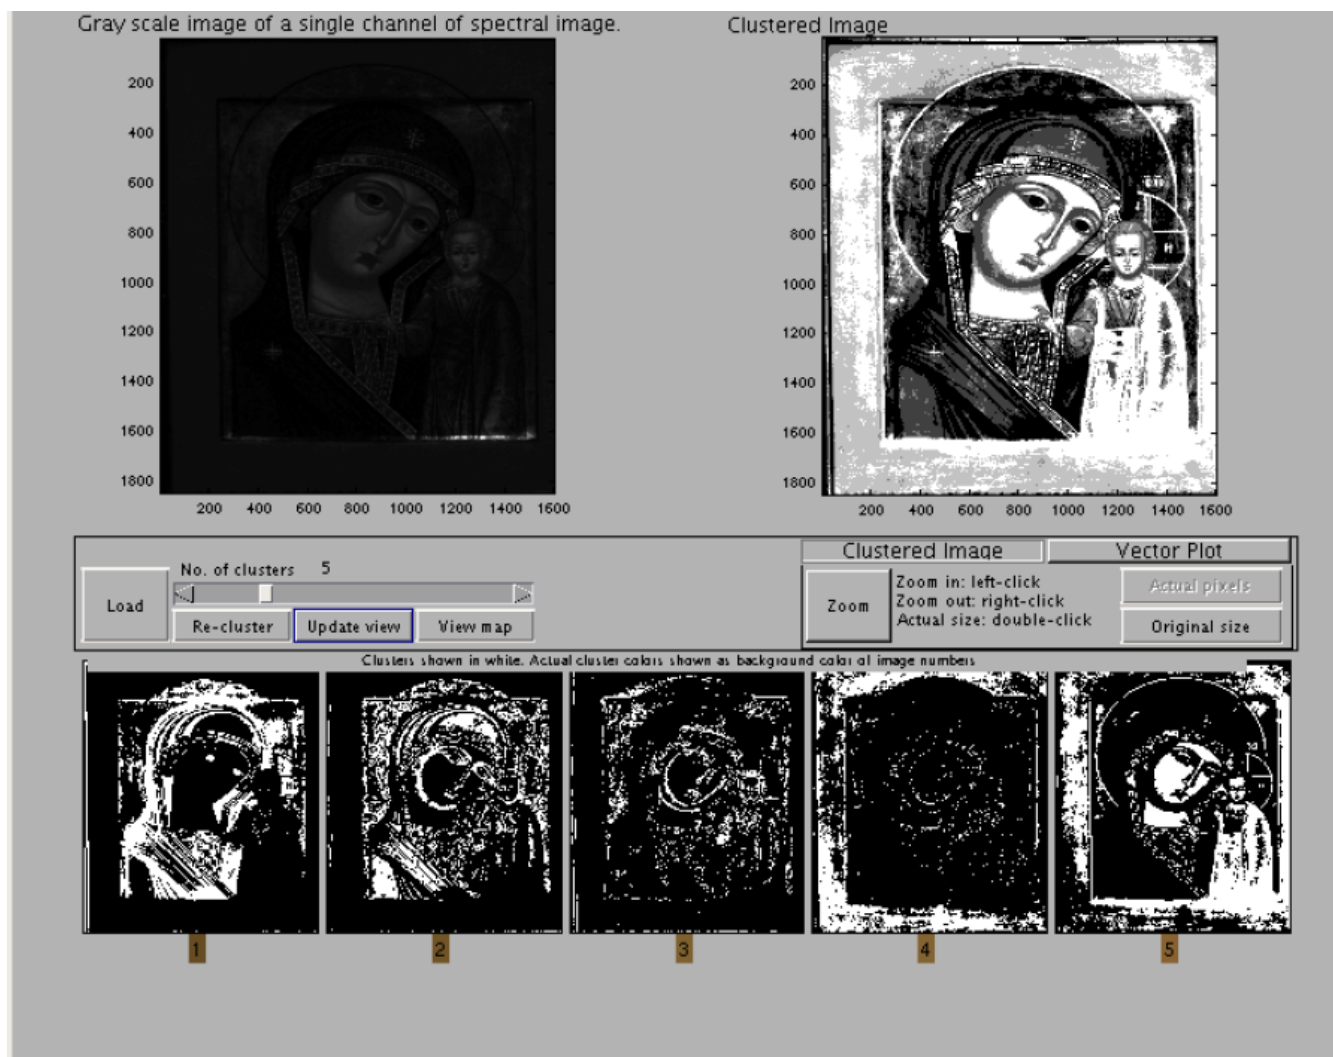 Gray scale image of a single channel of spectral image.
Clustered Image
200
400
600
800
1000
1200
1400
1600
1800
200 400 600 800 1000 1200 1400 1600
200
400
600
800
1000
1200
1400
1600
1800
200 400 600 800 1000 1200 1400 1600
No. of clusters 5
Load
Re-cluster Update view View map
Clustered Image Vector Plot
Zoom
Zoom in: left-click
Zoom out: right-click
Actual size: double-click
Actual pixels
Original size
Clusters shown in white. Actual cluster colors shown as background color of image numbers
1 2 3 4 5